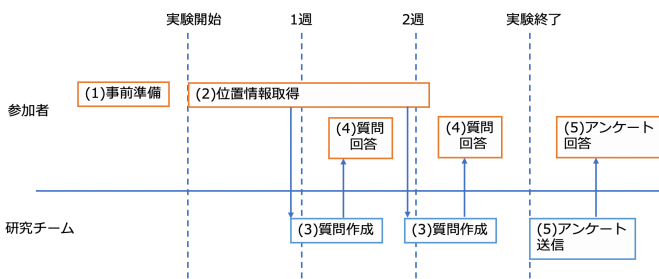 実験開始
1週
2週
実験終了
参加者
(1)事前準備
(2)位置情報取得
(4)質問
回答
(4)質問
回答
(5)アンケート
回答
研究チーム
(3)質問作成
(3)質問作成
(5)アンケート
送信